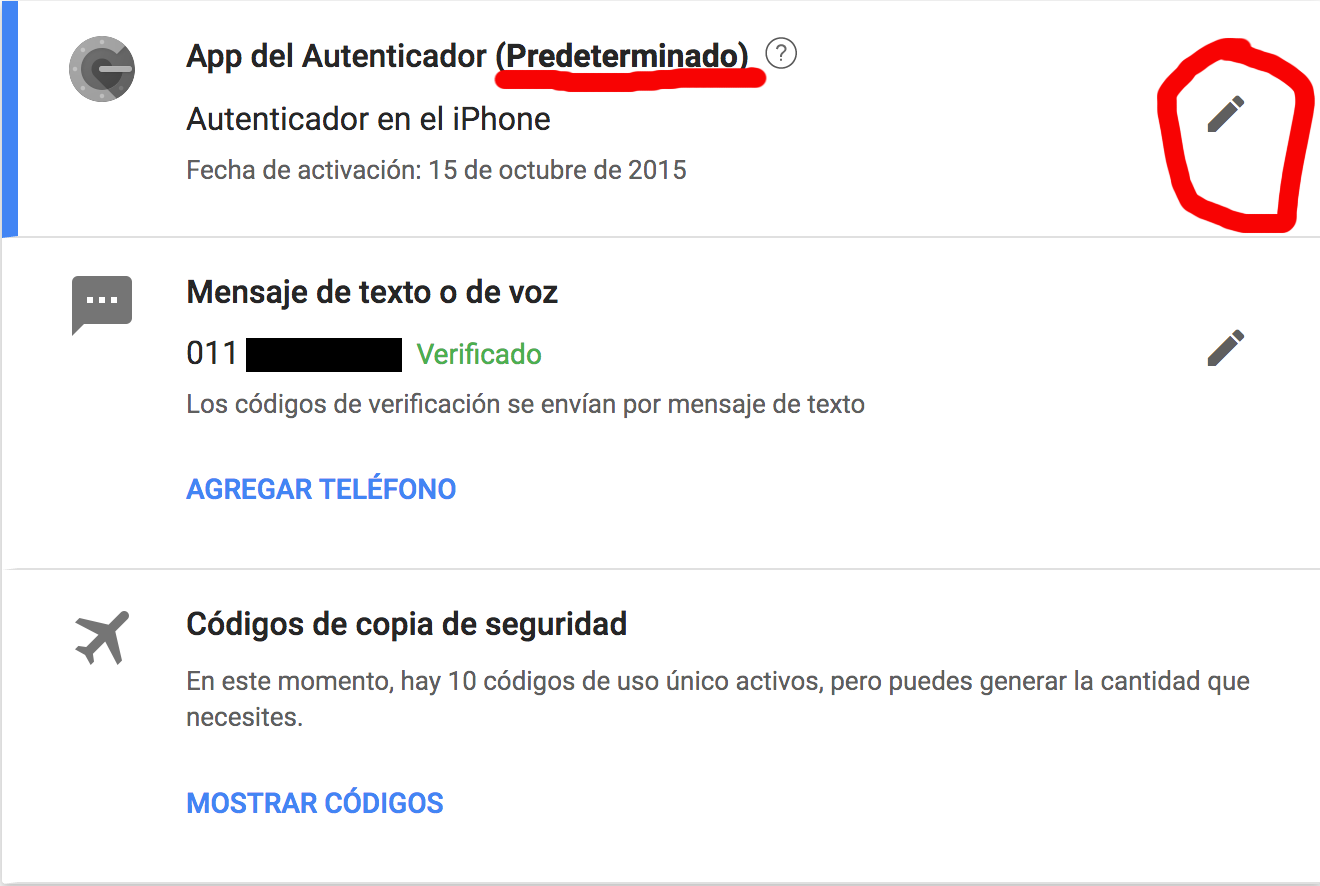 App del Autenticador (Predeterminado) ?
Autenticador en el iPhone
Fecha de activación: 15 de octubre de 2015
Mensaje de texto o de voz
011 Verificado
Los códigos de verificación se envían por mensaje de texto
AGREGAR TELÉFONO
Códigos de copia de seguridad
En este momento, hay 10 códigos de uso único activos, pero puedes generar la cantidad que
necesites.
MOSTRAR CÓDIGOS